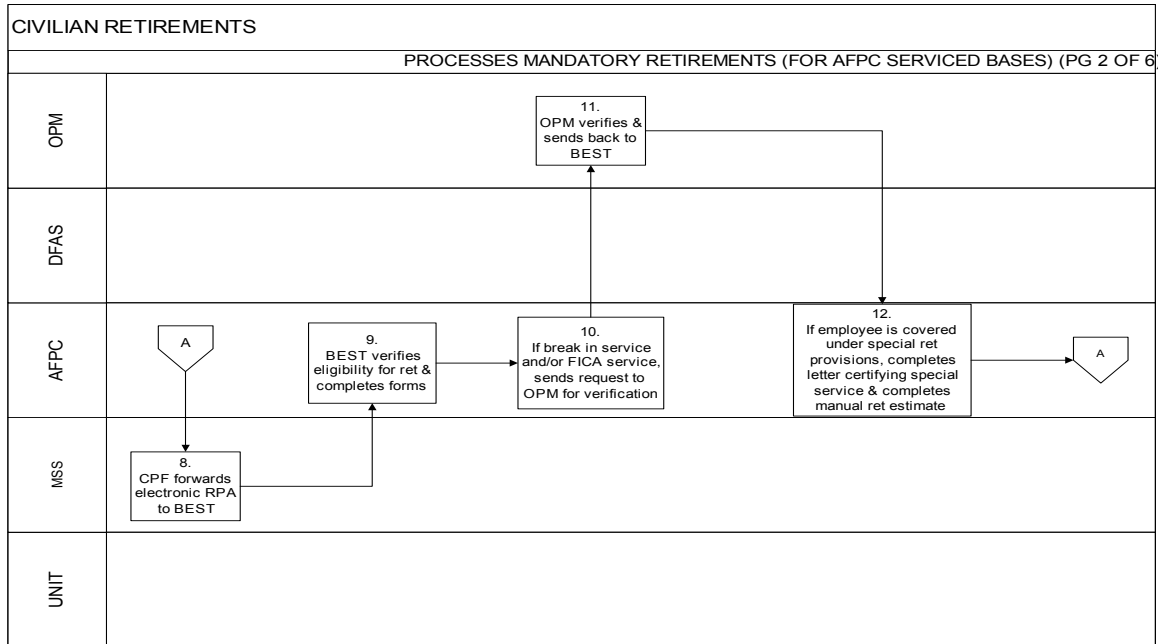 CIVILIAN RETIREMENTS
PROCESSES MANDATORY RETIREMENTS (FOR AFPC SERVICED BASES) (PG 2 OF 6)
OPM
11.
OPM verifies &
sends back to
BEST
DFAS
AFPC
A
9.
BEST verifies
eligibility for ret &
completes forms
10.
If break in service
and/or FICA service,
sends request to
OPM for verification
12.
If employee is covered
under special ret
provisions, completes
letter certifying special
service & completes
manual ret estimate
A
MSS
8.
CPF forwards
electronic RPA
to BEST
UNIT